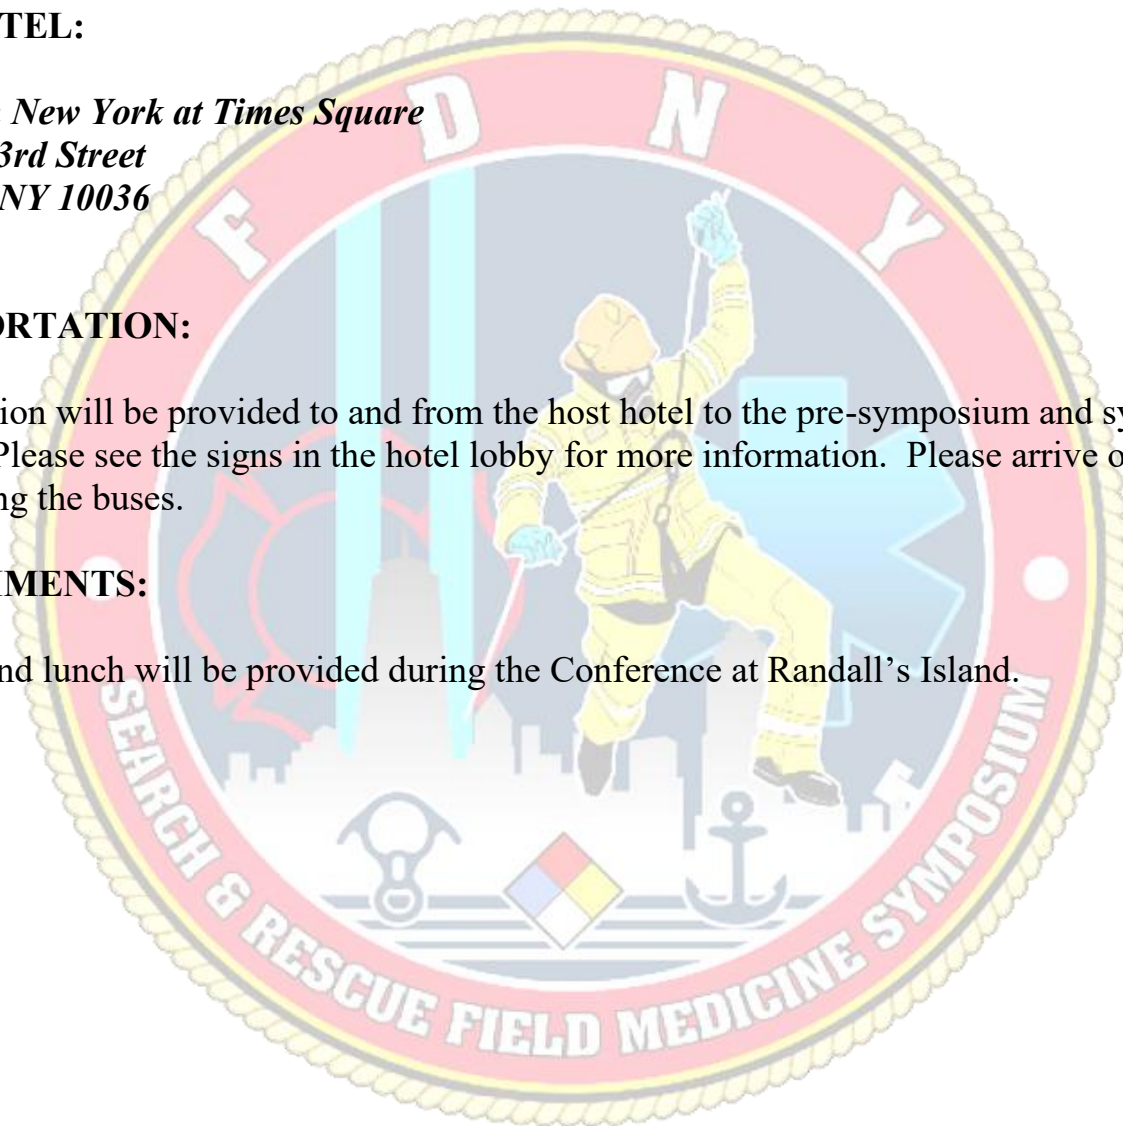 TEL:
New York at Times Square
3rd Street
NY 10036
ORTATION:
ion will be provided to and from the host hotel to the pre-symposium and sy
Please see the signs in the hotel lobby for more information.  Please arrive o
ng the buses.
MENTS:
nd lunch will be provided during the Conference at Randall’s Island.
F D N Y
SEARCH & RESCUE FIELD MEDICINE SYMPOSIUM